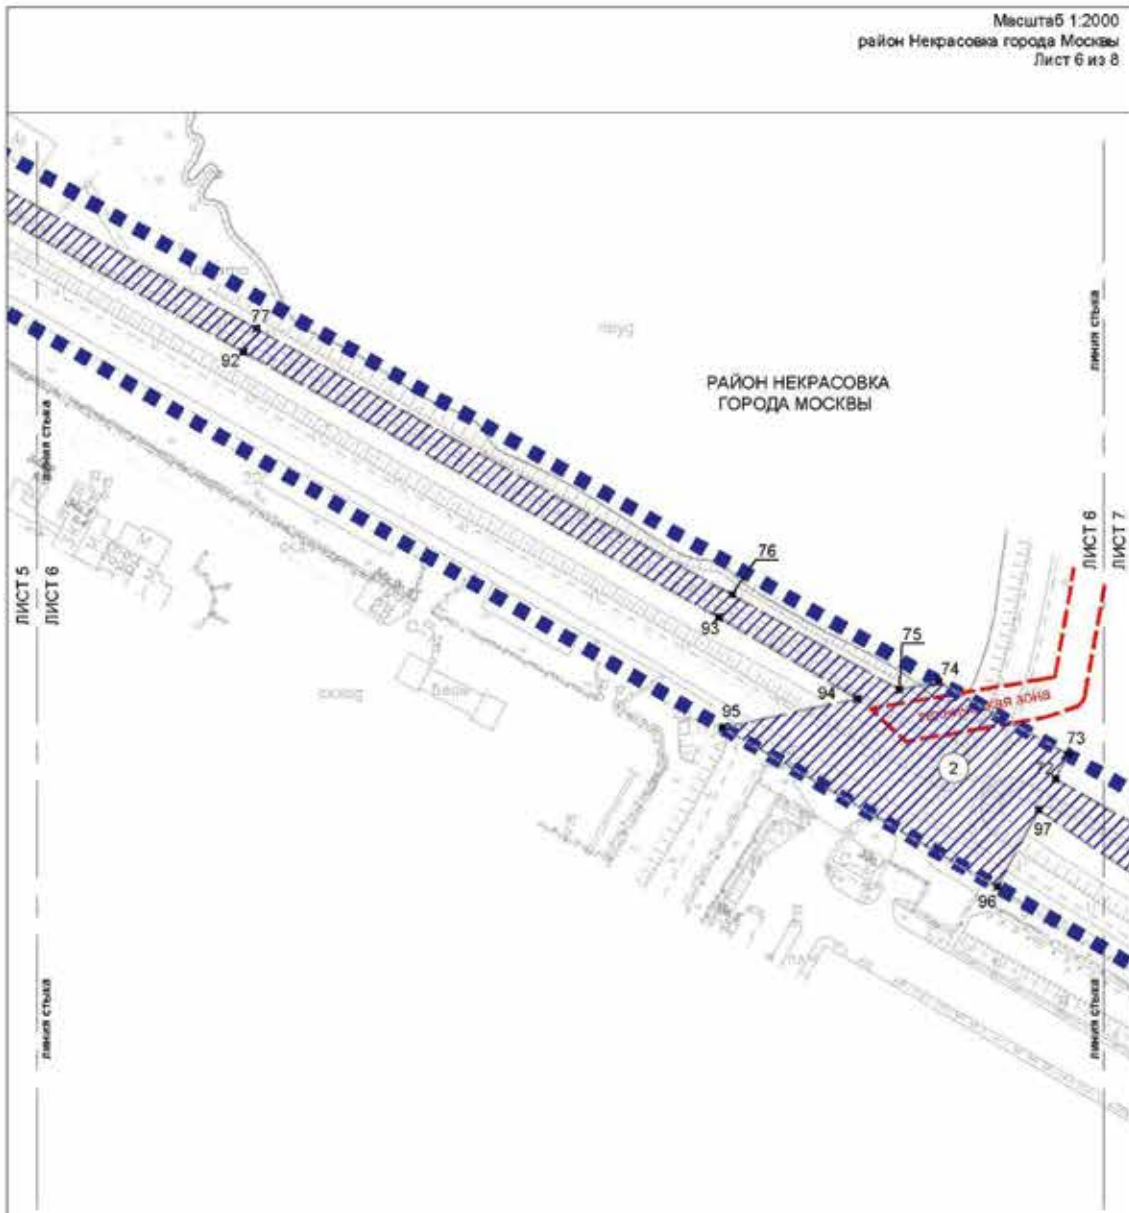 Масштаб 1:2000
район Некрасовка города Москвы
Лист 6 из 8
77
92
линия стыка
РАЙОН НЕКРАСОВКА
ГОРОДА МОСКВЫ
линия стыка
ЛИСТ 5
ЛИСТ 6
ЛИСТ 6
ЛИСТ 7
76
93
75
74
94
зона
95
73
2
72
97
96
линия стыка
линия стыка